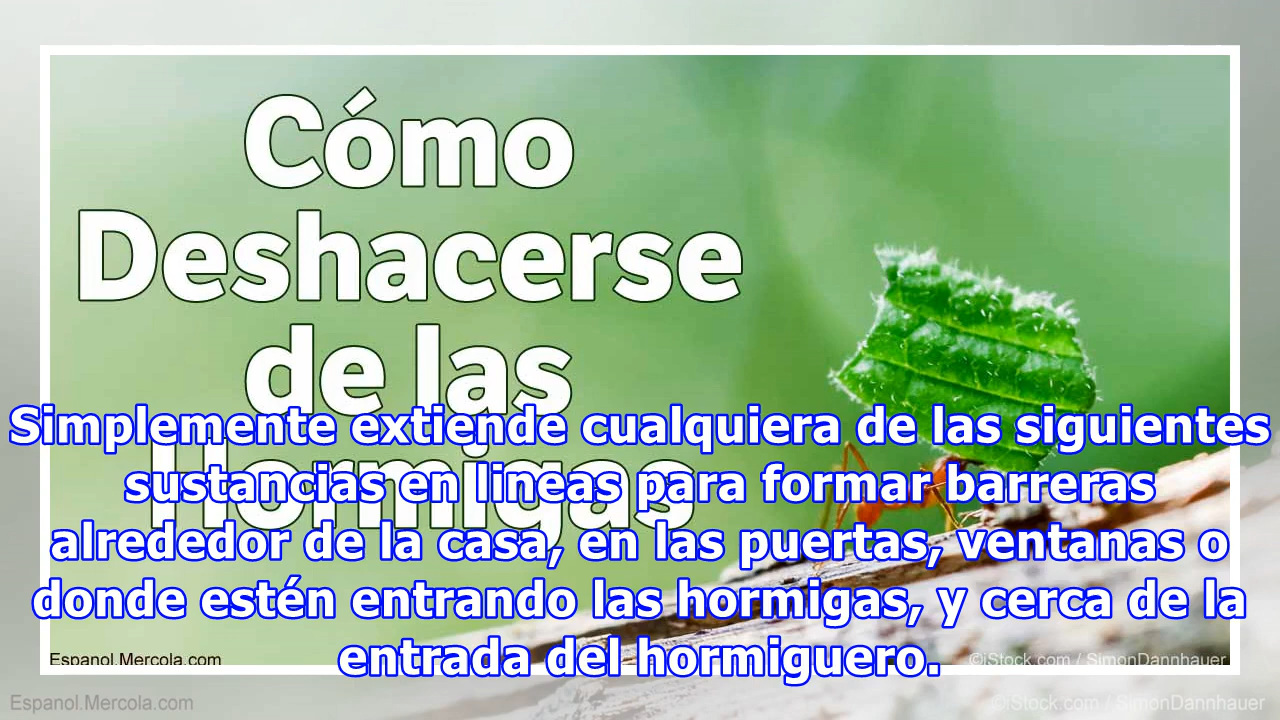 Cómo
Deshacerse
de las
Hormigas
Simplemente extiende cualquiera de las siguientes
sustancias en lineas para formar barreras
alrededor de la casa, en las puertas, ventanas o
donde estén entrando las hormigas, y cerca de la
entrada del hormiguero.
Espanol.Mercola.com
©iStock.com / SimonDannhauer
Espanol.Mercola.com
©iStock.com / SimonDannhauer